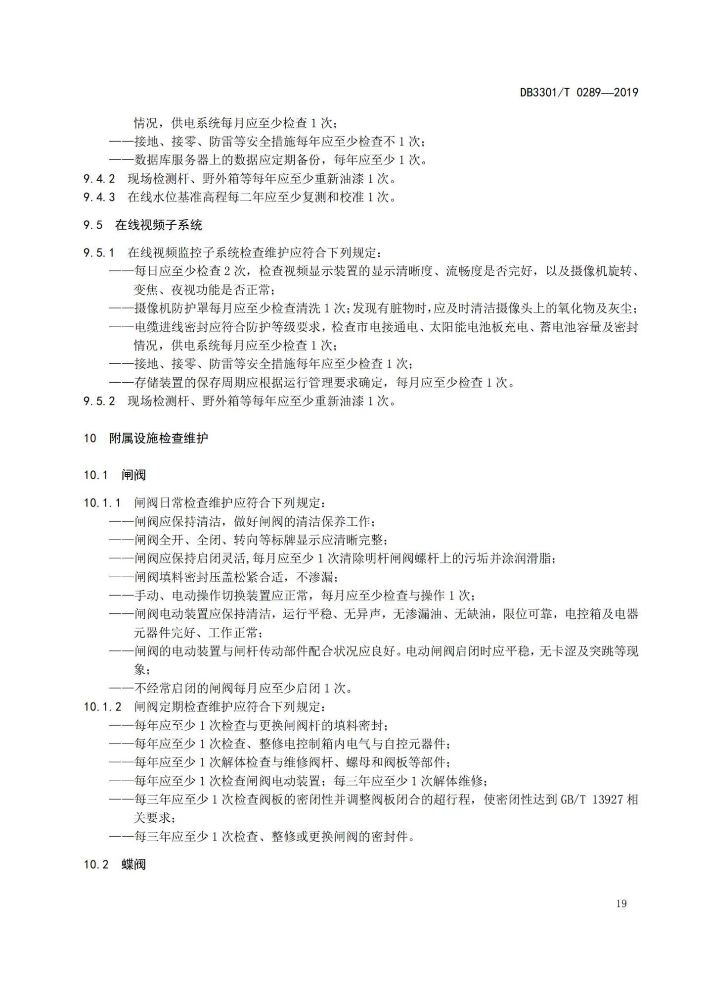 DB3301/T 0289—2019
情况，供电系统每月应至少检查 1 次；
——接地、接零、防雷等安全措施每年应至少检查不 1 次；
——数据库服务器上的数据应定期备份，每年应至少 1 次。
9.4.2 现场检测杆、野外箱等每年应至少重新油漆 1 次。
9.4.3 在线水位基准高程每二年应至少复测和校准 1 次。
9.5 在线视频子系统
9.5.1 在线视频监控子系统检查维护应符合下列规定：
——每日应至少检查 2 次，检查视频显示装置的显示清晰度、流畅度是否完好，以及摄像机旋转、
变焦、夜视功能是否正常；
——摄像机防护罩每月应至少检查清洗 1 次；发现有脏物时，应及时清洁摄像头上的氧化物及灰尘；
——电缆进线密封应符合防护等级要求，检查市电接通电、太阳能电池板充电、蓄电池容量及密封
情况，供电系统每月应至少检查 1 次；
——接地、接零、防雷等安全措施每年应至少检查 1 次；
——存储装置的保存周期应根据运行管理要求确定，每月应至少检查 1 次。
9.5.2 现场检测杆、野外箱等每年应至少重新油漆 1 次。
10 附属设施检查维护
10.1 闸阀
10.1.1 闸阀日常检查维护应符合下列规定：
——闸阀应保持清洁，做好闸阀的清洁保养工作；
——闸阀全开、全闭、转向等标牌显示应清晰完整；
——闸阀应保持启闭灵活,每月应至少 1 次清除明杆闸阀螺杆上的污垢并涂润滑脂；
——闸阀填料密封压盖松紧合适，不渗漏；
——手动、电动操作切换装置应正常，每月应至少检查与操作 1 次；
——闸阀电动装置应保持清洁，运行平稳、无异声，无渗漏油、无缺油，限位可靠，电控箱及电器
元器件完好、工作正常；
——闸阀的电动装置与闸杆传动部件配合状况应良好。电动闸阀启闭时应平稳，无卡涩及突跳等现
象；
——不经常启闭的闸阀每月应至少启闭 1 次。
10.1.2 闸阀定期检查维护应符合下列规定：
——每年应至少 1 次检查与更换闸阀杆的填料密封；
——每年应至少 1 次检查、整修电控制箱内电气与自控元器件；
——每年应至少 1 次解体检查与维修阀杆、螺母和阀板等部件；
——每年应至少 1 次检查闸阀电动装置；每三年应至少 1 次解体维修；
——每三年应至少 1 次检查阀板的密闭性并调整阀板闭合的超行程，使密闭性达到 GB/T 13927 相
关要求；
——每三年应至少 1 次检查、整修或更换闸阀的密封件。
10.2 蝶阀
19